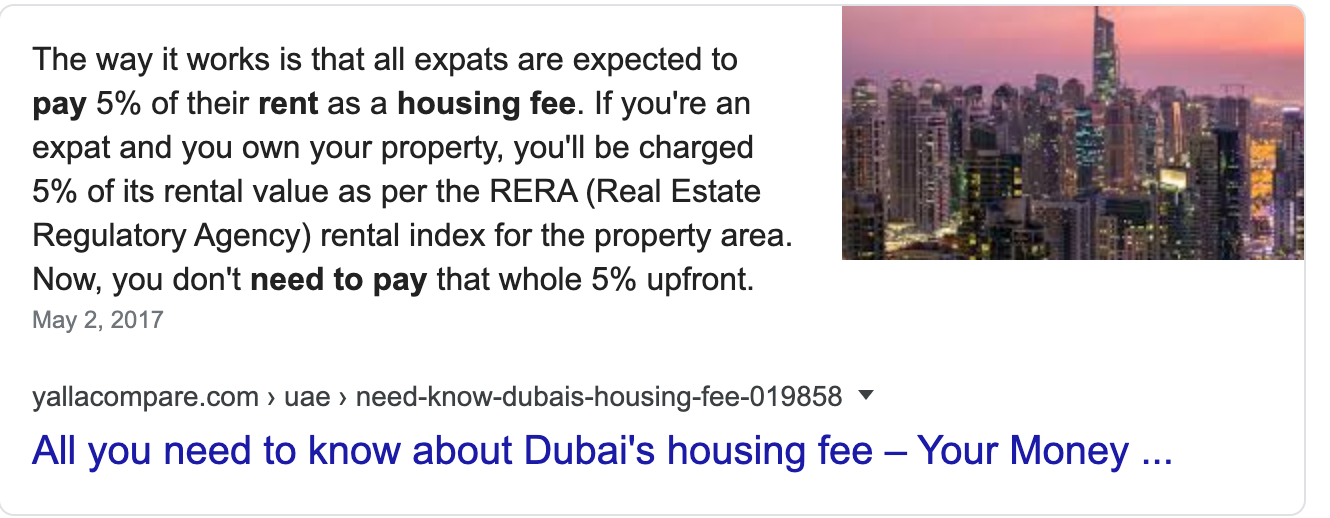 The way it works is that all expats are expected to
pay 5% of their rent as a housing fee. If you're an
expat and you own your property, you'll be charged
5% of its rental value as per the RERA (Real Estate
Regulatory Agency) rental index for the property area.
Now, you don't need to pay that whole 5% upfront.
May 2, 2017
yallacompare.com › uae › need-know-dubais-housing-fee-019858
All you need to know about Dubai's housing fee – Your Money ...